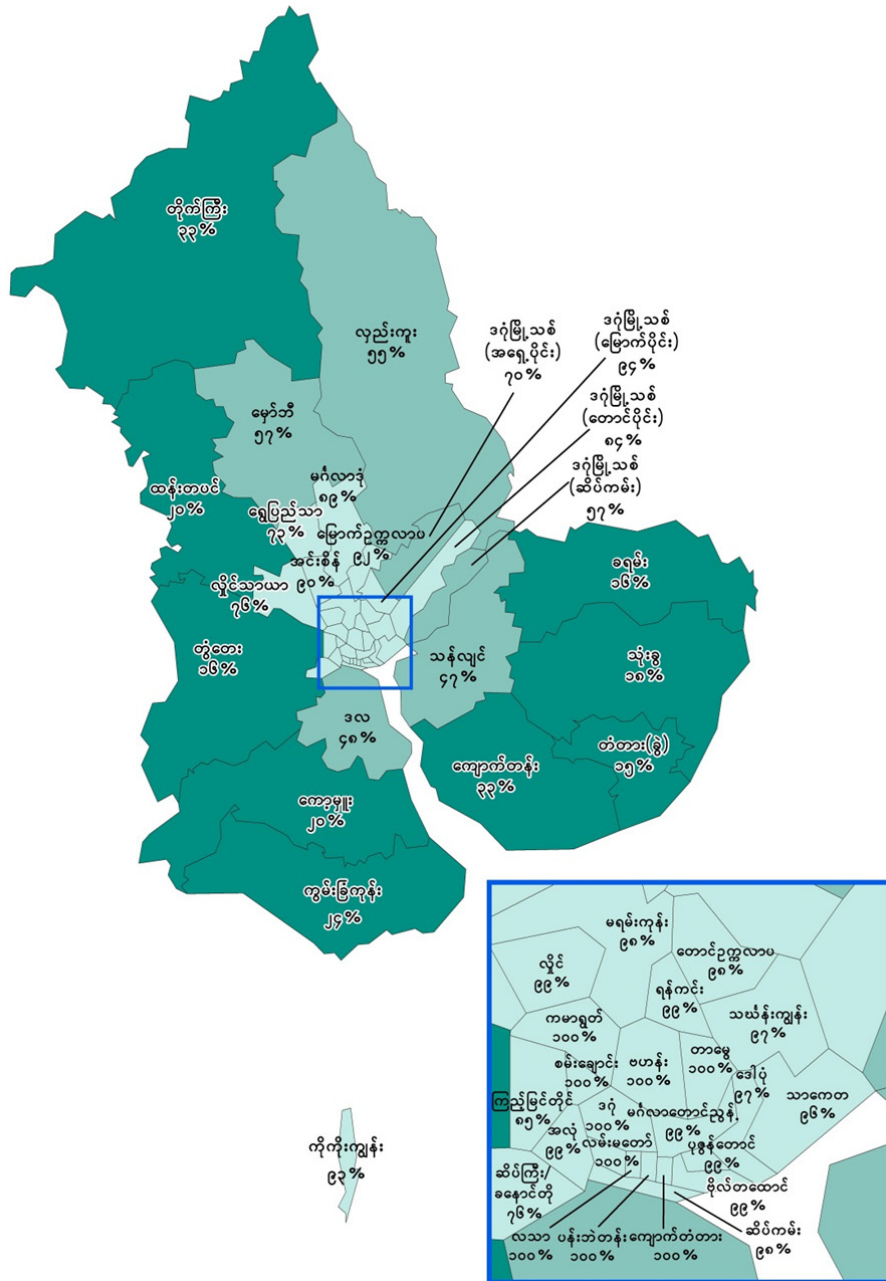 တိုက်ကြီး
၃၃%
လှည်းကူး
၅၅%
ဒဂုံမြို့သစ်
(အရှေ့ပိုင်း)
၇၀%
ဒဂုံမြို့သစ်
(မြောက်ပိုင်း)
၉၄%
ဒဂုံမြို့သစ်
(တောင်ပိုင်း)
၈၄%
ဒဂုံမြို့သစ်
(ဆိပ်ကမ်း)
၅၇%
မှော်ဘီ
၅၇%
မင်္ဂလာဒုံ
၈၉%
ထန်းတပင်
၂၀%
ရွှေပြည်သာ
၇၃%
မြောက်ဥက္ကလာပ
၉၂%
အင်းစိန်
၉၀%
လှိုင်သာယာ
၇၆%
ခရမ်း
၁၆%
တွံတေး
၁၆%
သန်လျင်
၄၇%
သုံးခွ
၁၈%
ဒလ
၄၈%
တံတား(ခွဲ)
၁၅%
ကျောက်တန်း
၃၃%
ကော့မှူး
၂၀%
ကွမ်းခြံကုန်း
၂၄%
ကိုကိုးကျွန်း
၉၃%
မရမ်းကုန်း
၉၈%
တောင်ဥက္ကလာပ
၉၈%
လှိုင်
၉၉%
ရန်ကင်း
၉၉%
သင်္ဃန်းကျွန်း
၉၇%
ကမာရွတ်
၁၀၀%
တာမွေ
၁၀၀%
စမ်းချောင်း
၁၀၀%
ဗဟန်း
၁၀၀%
ဒေါပုံ
၉၇%
သာကေတ
၉၆%
ကြည့်မြင်တိုင်
၈၅%
ဒဂုံ
၁၀၀%
မင်္ဂလာတောင်ညွန့်
၉၉%
အလုံ
၉၉%
လမ်းမတော်
၁၀၀%
ပုဇွန်တောင်
၉၉%
ဆိပ်ကြီး/
ခနောင်တို
၇၆%
ဗိုလ်တထောင်
၉၉%
လသာ
၁၀၀%
ပန်းဘဲတန်း
၁၀၀%
ကျောက်တံတား
၁၀၀%
ဆိပ်ကမ်း
၉၈%